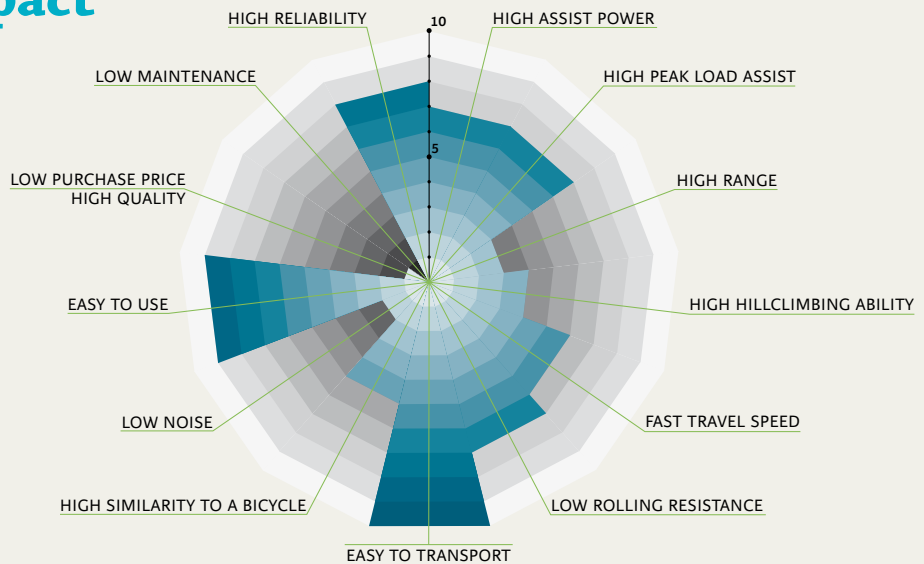 pact
10
HIGH RELIABILITY
HIGH ASSIST POWER
LOW MAINTENANCE
HIGH PEAK LOAD ASSIST
5
LOW PURCHASE PRICE
HIGH QUALITY
HIGH RANGE
EASY TO USE
HIGH HILLCLIMBING ABILITY
LOW NOISE
FAST TRAVEL SPEED
HIGH SIMILARITY TO A BICYCLE
LOW ROLLING RESISTANCE
EASY TO TRANSPORT